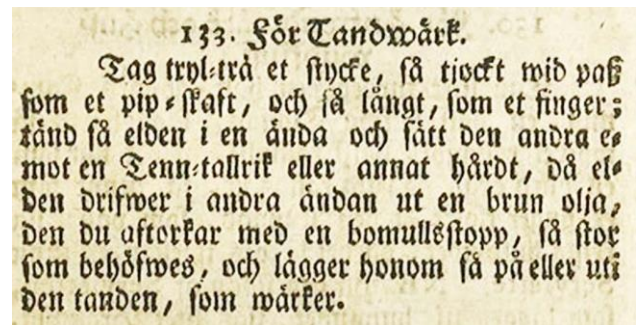 133. För Tandwärk.
Tag tryl-trä et stycke, så tjockt wid paß
som et pip-skaft, och så långt, som et finger;
tänd så elden i en ända och sätt den andra e-
mot en Tenn-tallrik eller annat hårdt, då el-
den drifwer i andra ändan ut en brun olja,
den du aftorkar med en bomullsstopp, så stor
som behöfwes, och lägger honom så på eller uti
den tanden, som wärker.